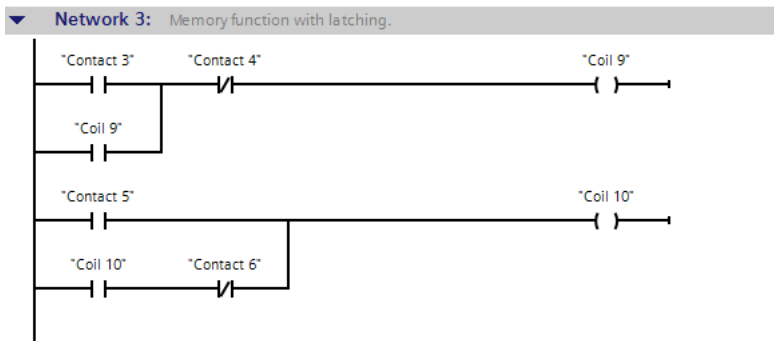 Network 3: Memory function with latching.
"Contact 3" "Contact 4" "Coil 9"
"Coil 9"
"Contact 5" "Coil 10"
"Coil 10" "Contact 6"